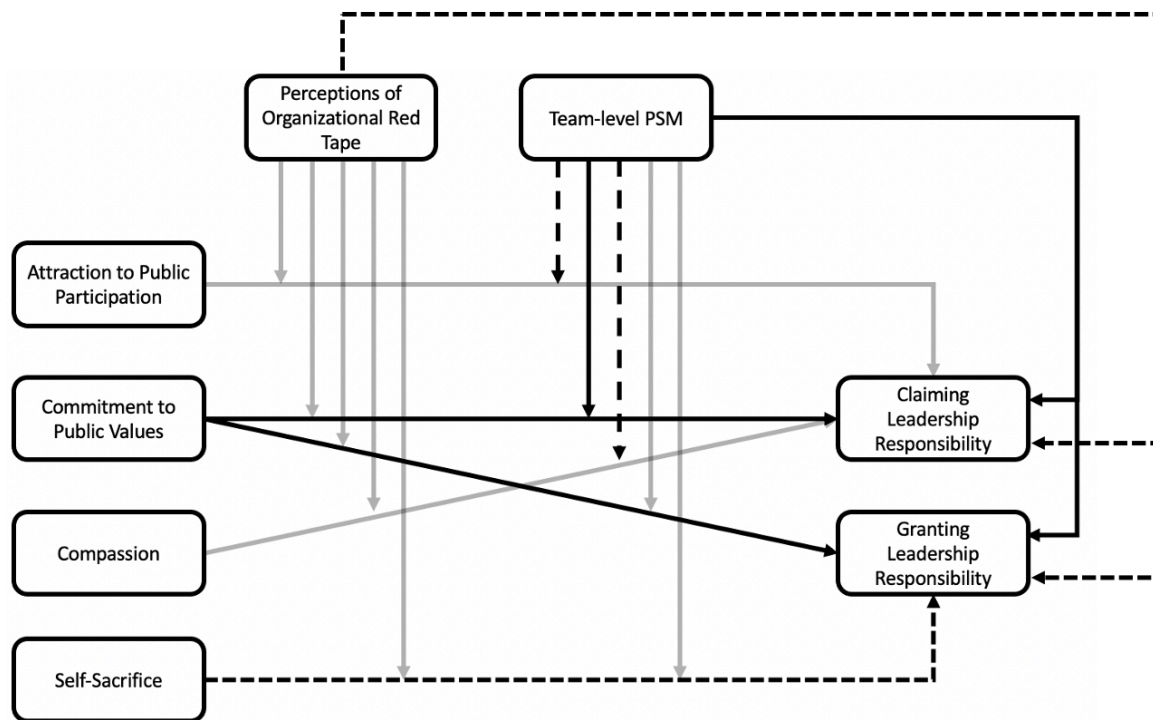 Perceptions of
Organizational Red
Tape
Team-level PSM
Attraction to Public
Participation
Commitment to
Public Values
Claiming
Leadership
Responsibility
Compassion
Granting
Leadership
Responsibility
Self-Sacrifice